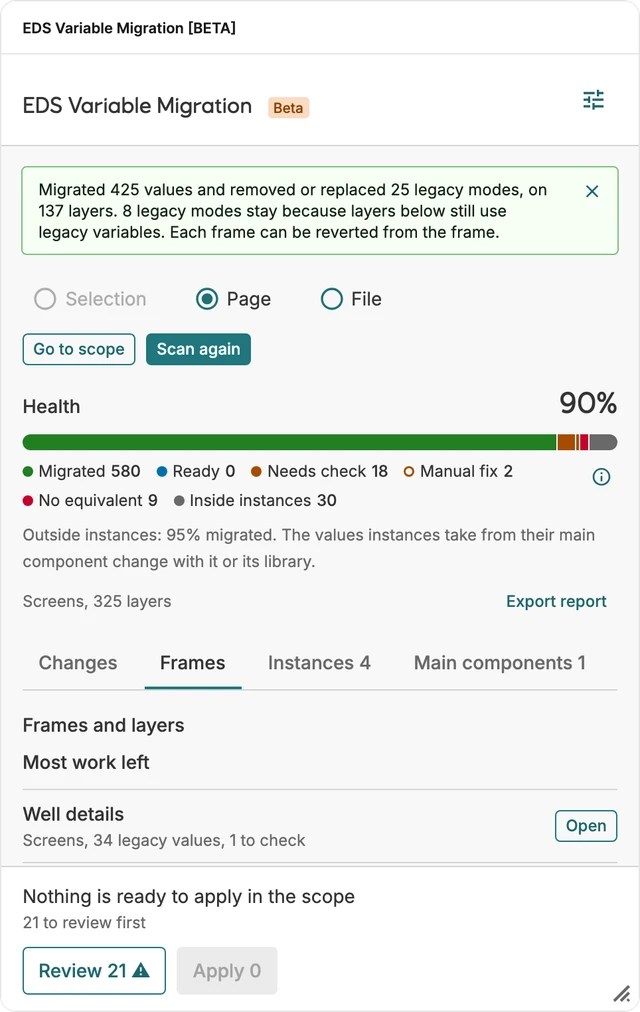 EDS Variable Migration [BETA]
EDS Variable Migration Beta
Migrated 425 values and removed or replaced 25 legacy modes, on
137 layers. 8 legacy modes stay because layers below still use
legacy variables. Each frame can be reverted from the frame.
Selection Page File
Go to scope Scan again
Health 90%
Migrated 580 Ready 0 Needs check 18 Manual fix 2
No equivalent 9 Inside instances 30
Outside instances: 95% migrated. The values instances take from their main
component change with it or its library.
Screens, 325 layers Export report
Changes Frames Instances 4 Main components 1
Frames and layers
Most work left
Well details
Screens, 34 legacy values, 1 to check
Open
Nothing is ready to apply in the scope
21 to review first
Review 21 Apply 0